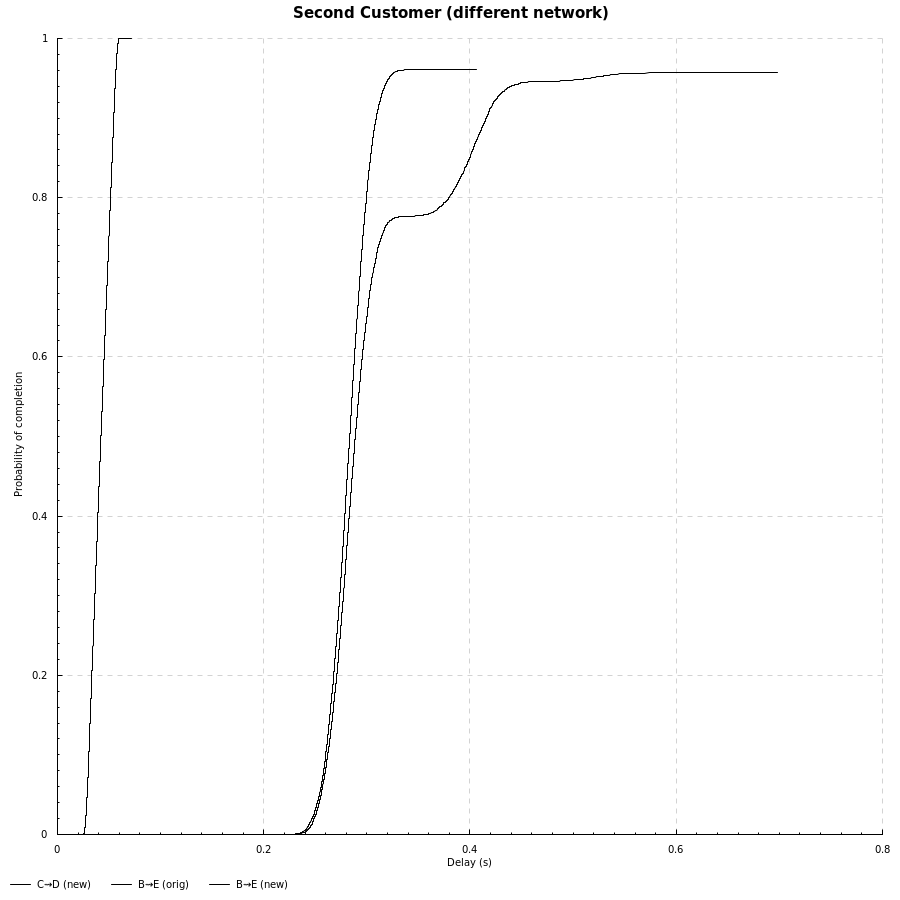 Second Customer (different network)
1
0.8
0.6
0.4
0.2
0
Probability of completion
0 0.2 0.4 0.6 0.8
Delay (s)
C→D (new) B→E (orig) B→E (new)